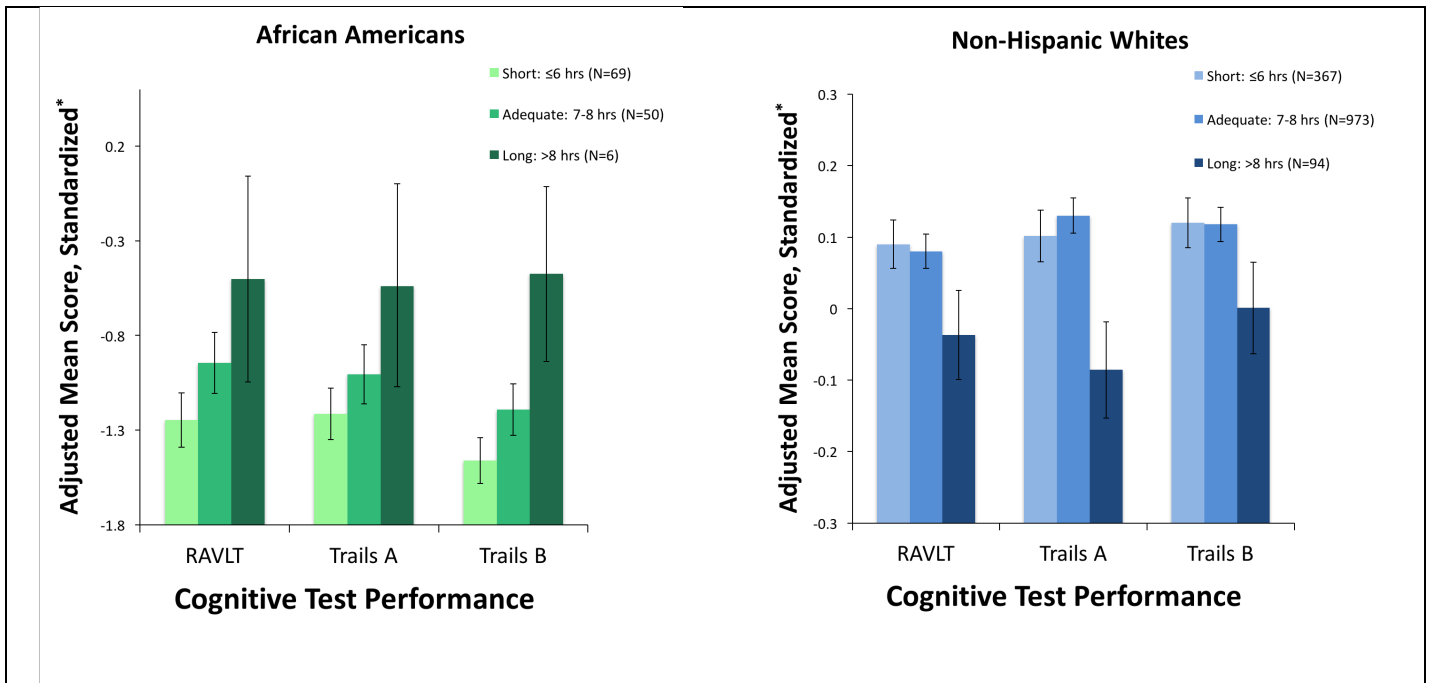 African Americans
Short: ≤6 hrs (N=69)
Adequate: 7-8 hrs (N=50)
Long: >8 hrs (N=6)
Adjusted Mean Score, Standardized*
0.2
-0.3
-0.8
-1.3
-1.8
RAVLT
Trails A
Trails B
Cognitive Test Performance
Non-Hispanic Whites
Short: ≤6 hrs (N=367)
Adequate: 7-8 hrs (N=973)
Long: >8 hrs (N=94)
Adjusted Mean Score, Standardized*
0.3
0.2
0.1
0
-0.1
-0.2
-0.3
RAVLT
Trails A
Trails B
Cognitive Test Performance